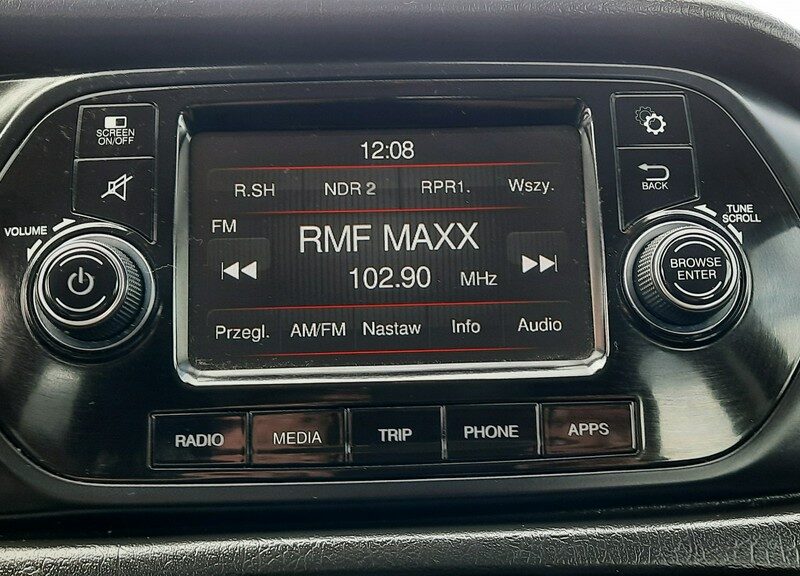 SCREEN
ON/OFF
12:08
R.SH NDR 2 RPR1. Wszy.
BACK
VOLUME
TUNE
SCROLL
FM
RMF MAXX
102.90 MHz
BROWSE
ENTER
Przegl. AM/FM Nastaw Info Audio
RADIO MEDIA TRIP PHONE APPS